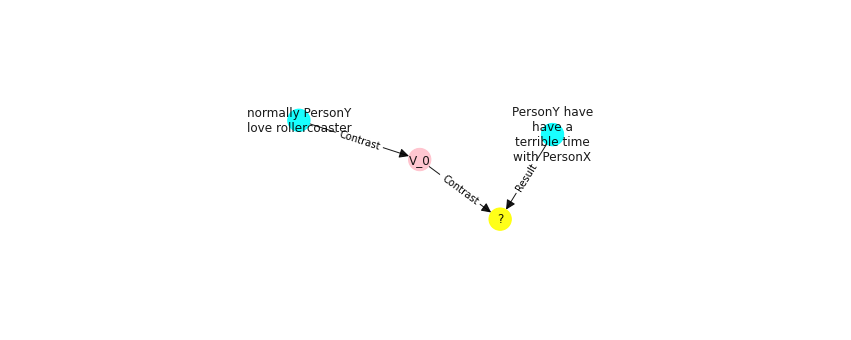 normally PersonY
love rollercoaster
Contrast
V_0
Contrast
PersonY have
have a
terrible time
with PersonX
Result
?